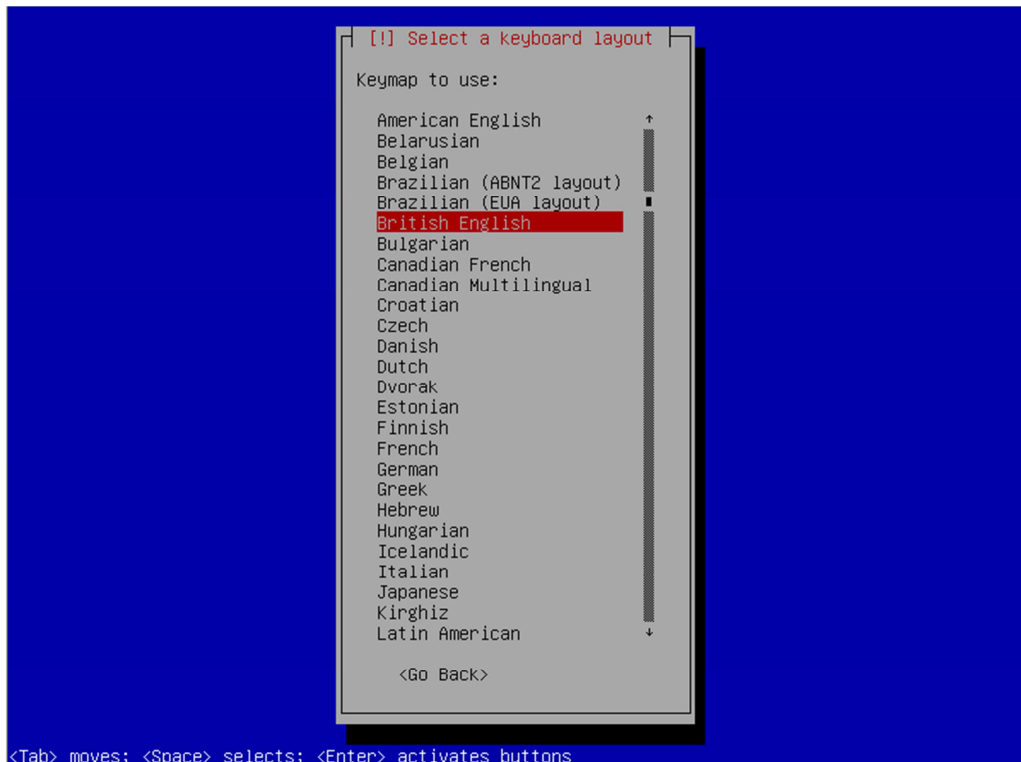 [!] Select a keyboard layout
Keymap to use:
American English
Belarusian
Belgian
Brazilian (ABNT2 layout)
Brazilian (EUA layout)
British English
Bulgarian
Canadian French
Canadian Multilingual
Croatian
Czech
Danish
Dutch
Dvorak
Estonian
Finnish
French
German
Greek
Hebrew
Hungarian
Icelandic
Italian
Japanese
Kirghiz
Latin American
<Go Back>
<Tab> moves; <Space> selects; <Enter> activates buttons